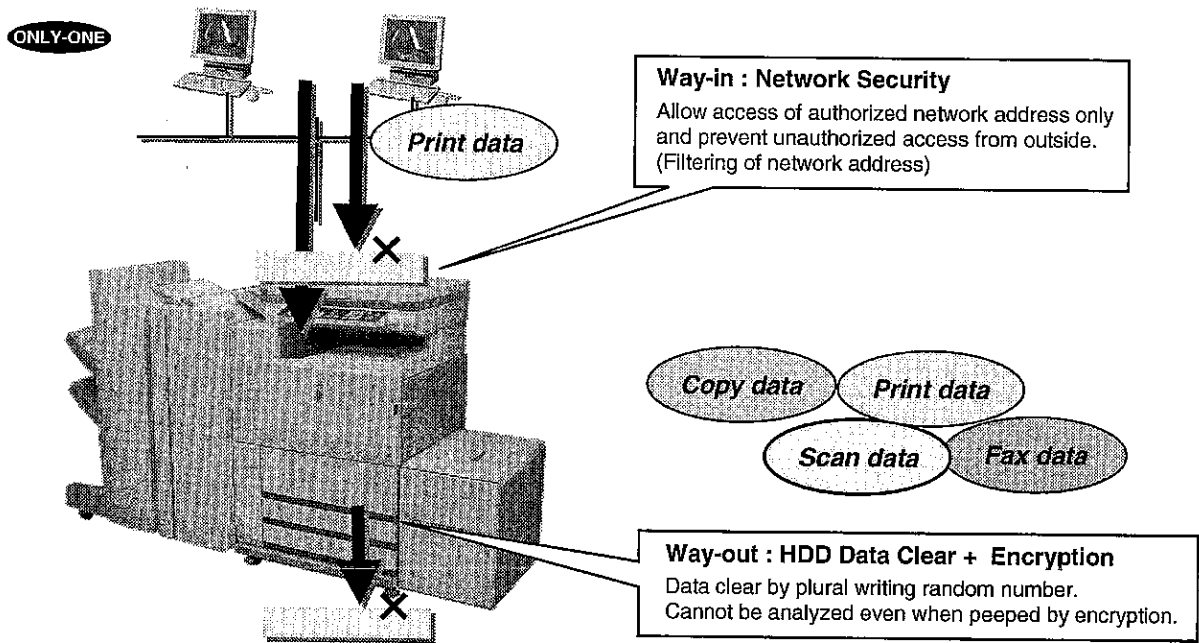 ONLY-ONE
Print data
Way-in : Network Security
Allow access of authorized network address only
and prevent unauthorized access from outside.
(Filtering of network address)
Copy data
Print data
Scan data
Fax data
Way-out : HDD Data Clear + Encryption
Data clear by plural writing random number.
Cannot be analyzed even when peeped by encryption.